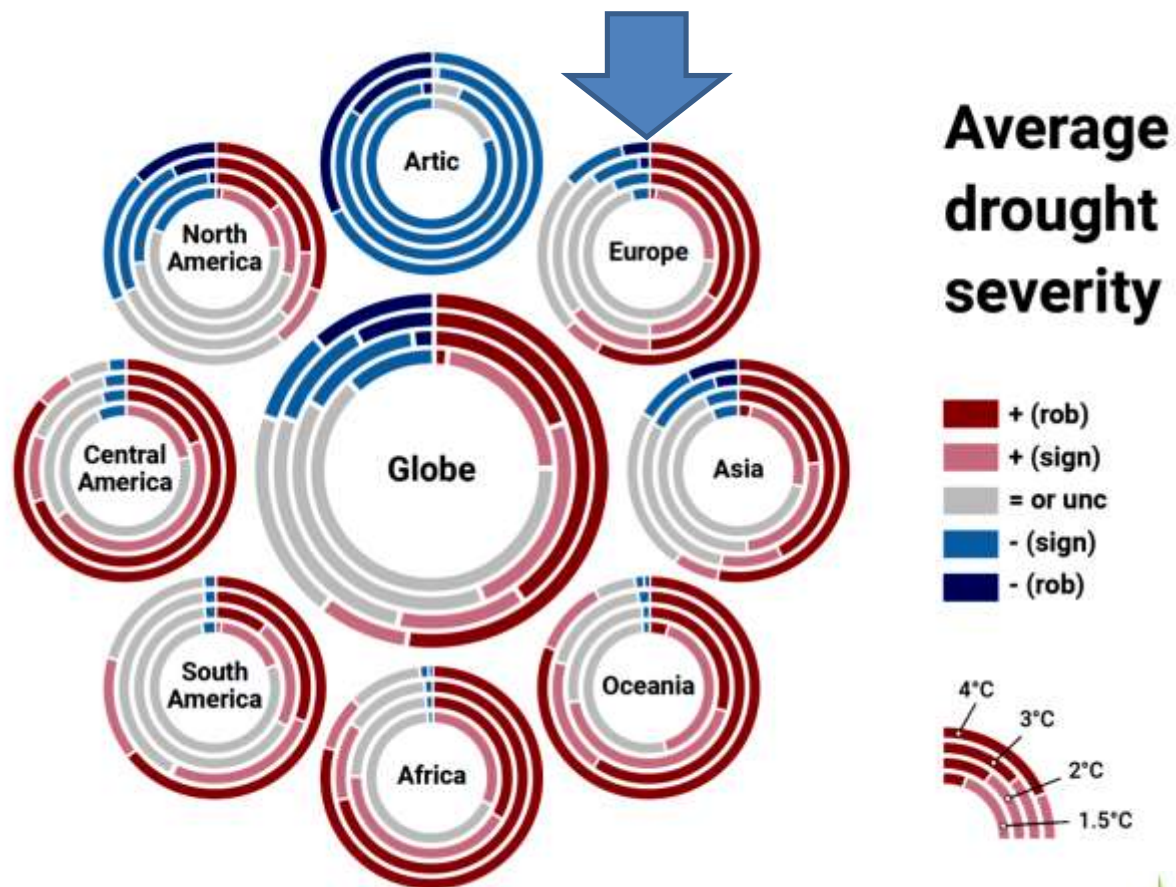 Artic
North
America
Europe
Central
America
Globe
Asia
South
America
Africa
Oceania
Average
drought
severity
+ (rob)
+ (sign)
= or unc
- (sign)
- (rob)
4°C
3°C
2°C
1.5°C